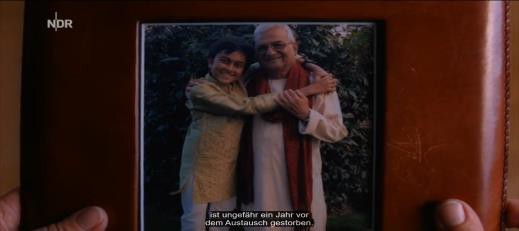 NDR
ist ungefähr ein Jahr vor
dem Austausch gestorben.